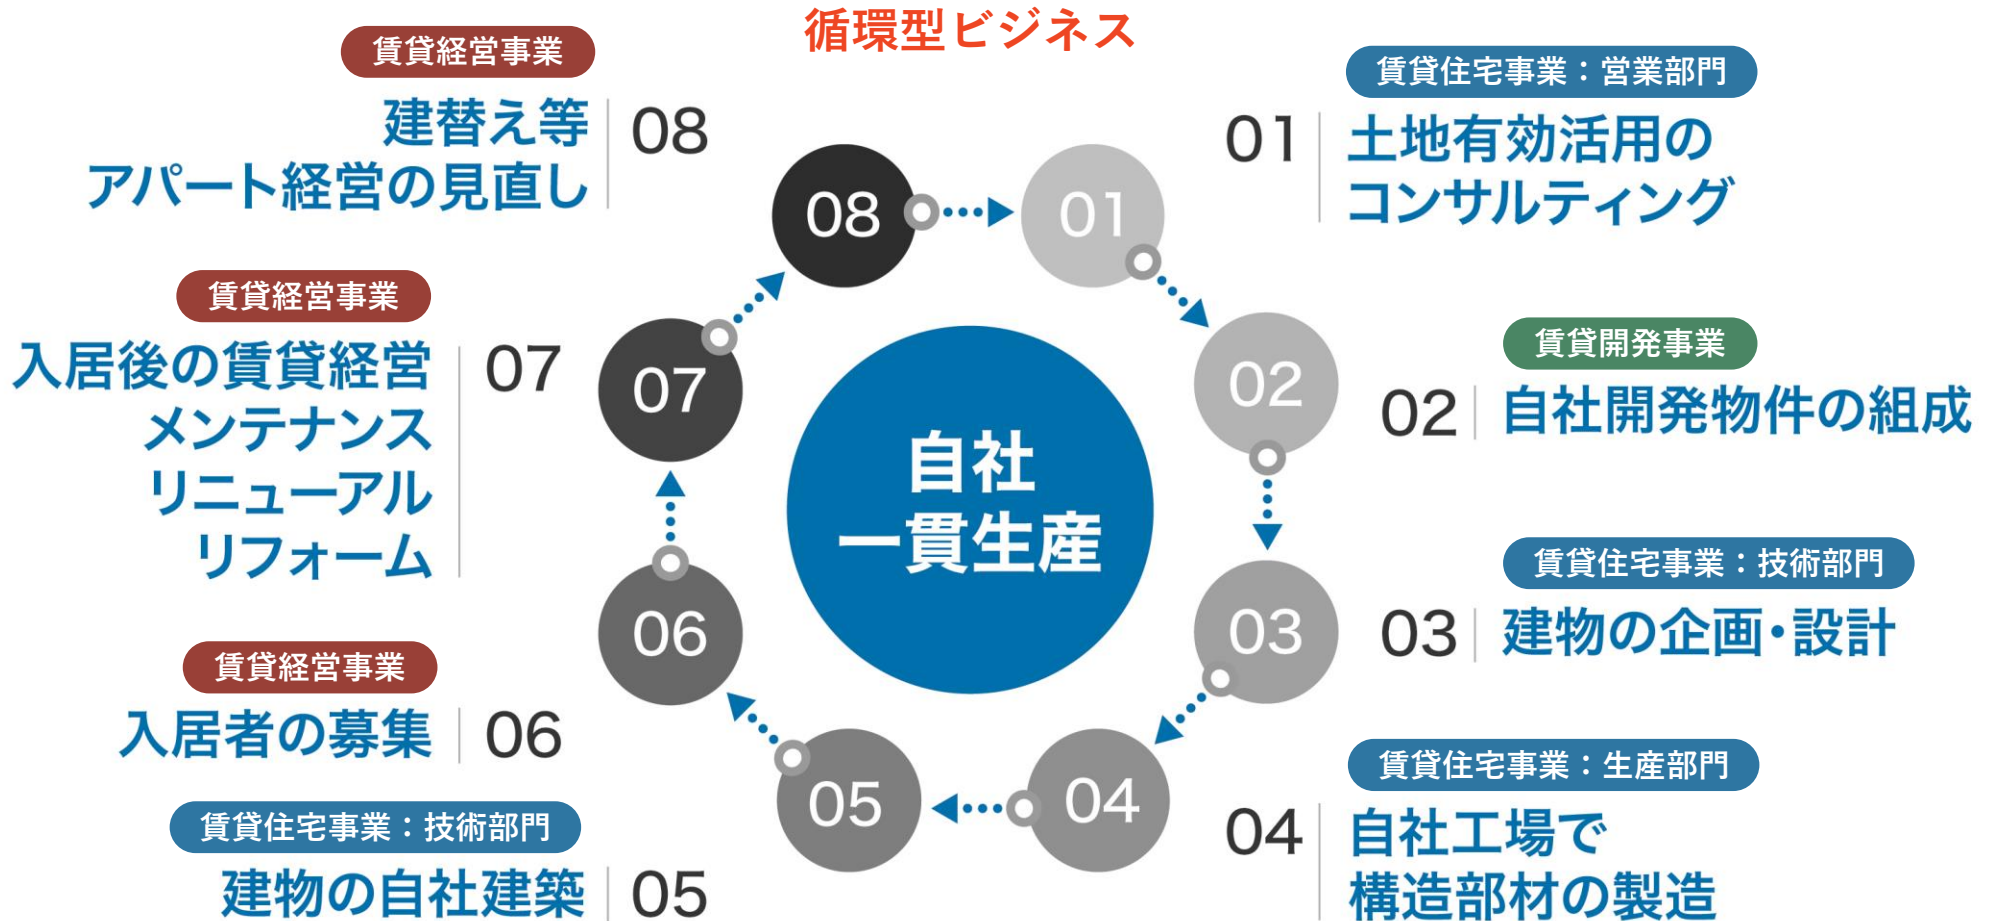 循環型ビジネス
賃貸住宅事業：営業部門
01
土地有効活用の
コンサルティング
賃貸開発事業
02
自社開発物件の組成
賃貸住宅事業：技術部門
03
建物の企画・設計
賃貸住宅事業：生産部門
04
自社工場で
構造部材の製造
賃貸住宅事業：技術部門
建物の自社建築
05
賃貸経営事業
入居者の募集
06
賃貸経営事業
入居後の賃貸経営
メンテナンス
リニューアル
リフォーム
07
賃貸経営事業
建替え等
アパート経営の見直し
08
01
02
03
04
05
06
07
08
自社
一貫生産